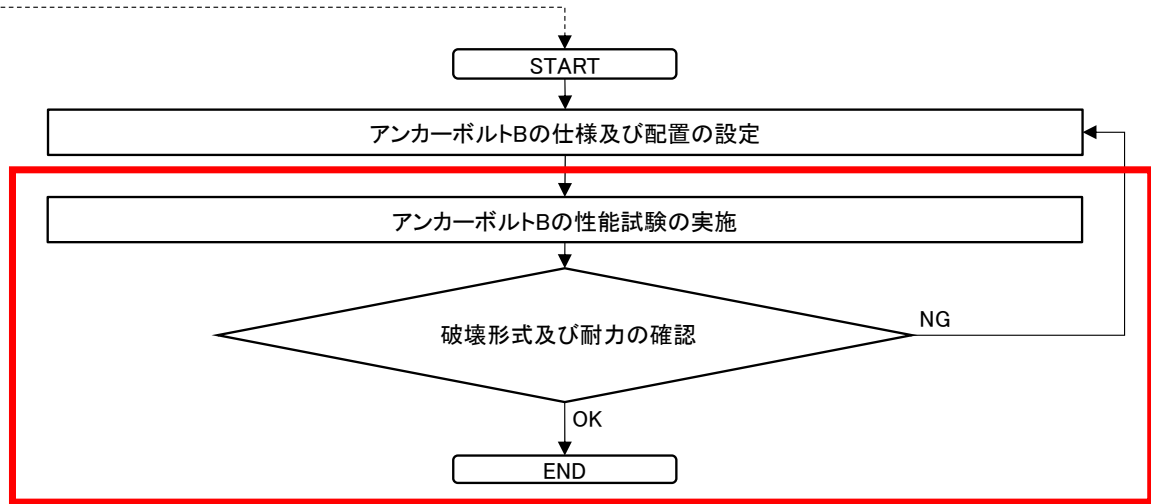 START
アンカーボルトBの仕様及び配置の設定
アンカーボルトBの性能試験の実施
破壊形式及び耐力の確認
NG
OK
END